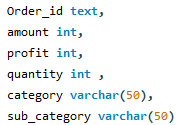 Order_id text,
amount int,
profit int,
quantity int ,
category varchar(50),
sub_category varchar(50)